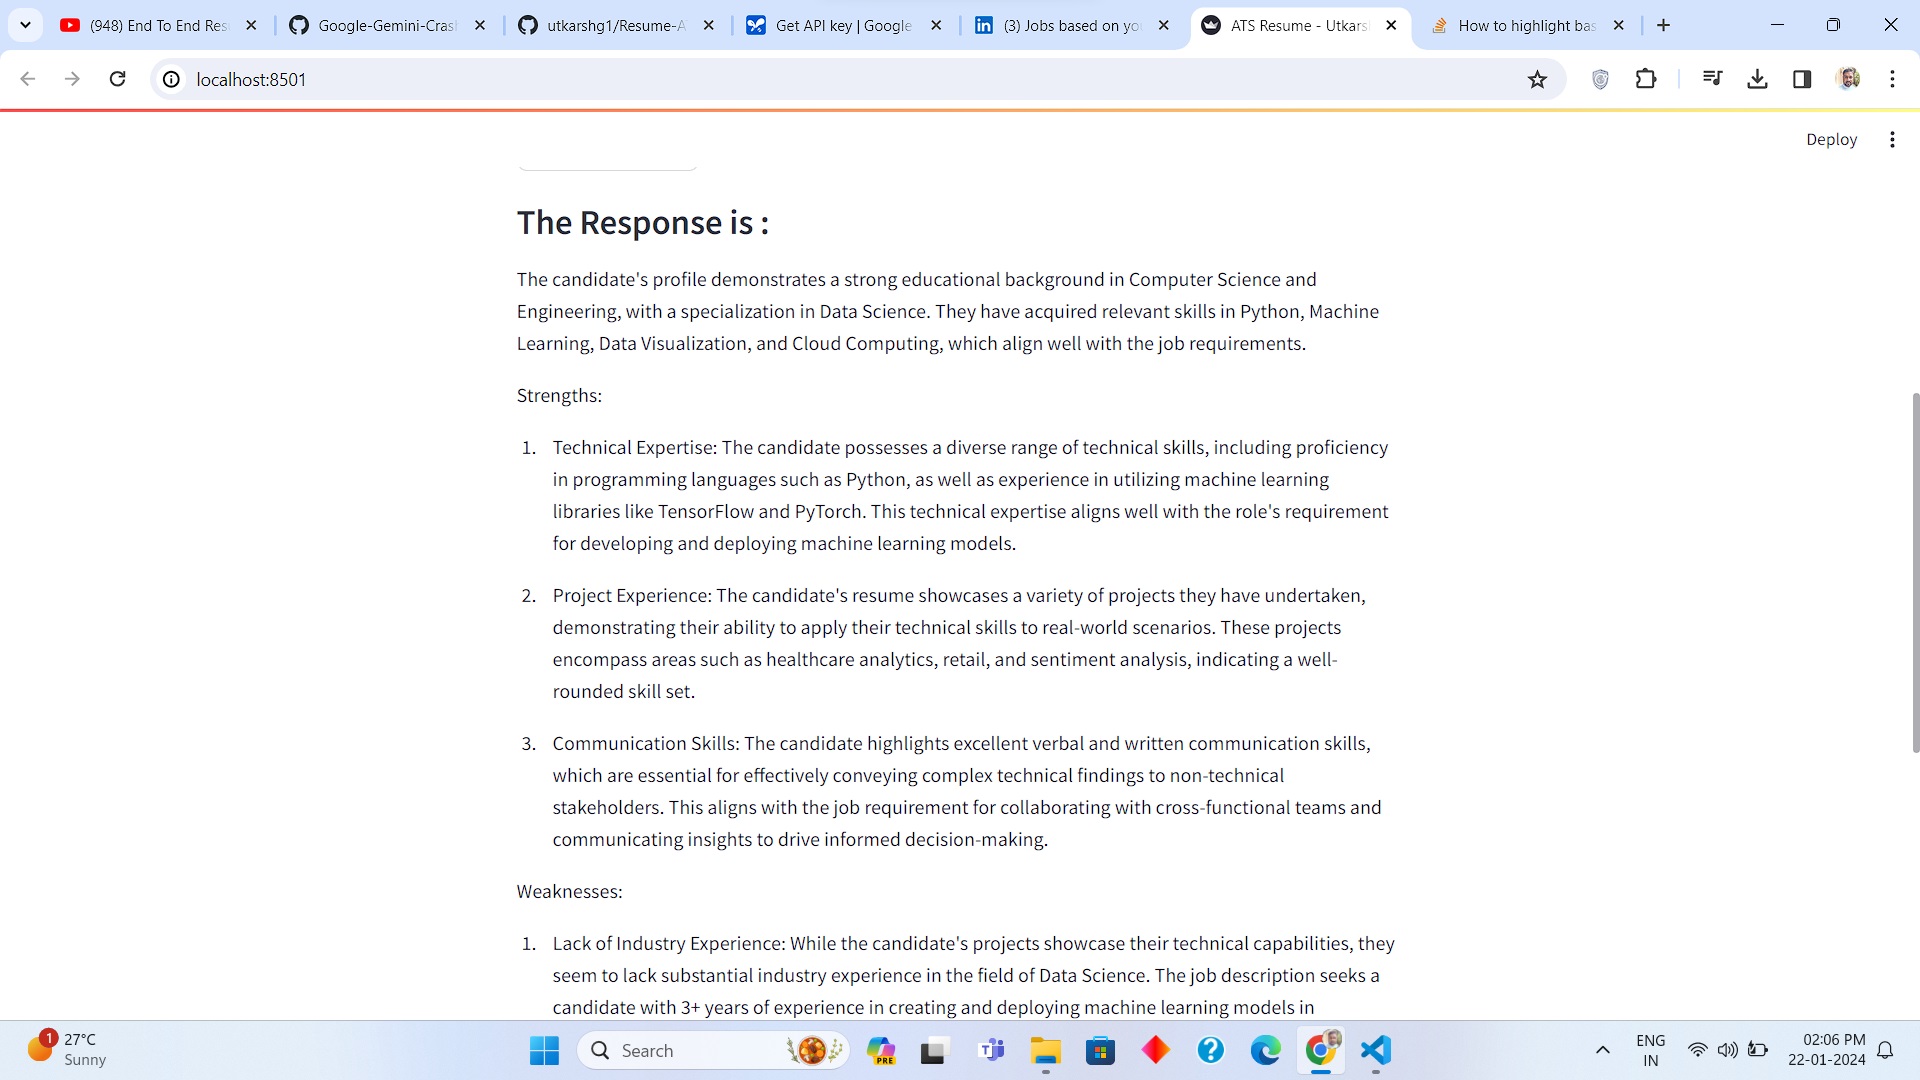 (948) End To End Res
Google-Gemini-Crash
utkarshg1/Resume-A
Get API key | Google
(3) Jobs based on yo
ATS Resume - Utkars
How to highlight bas
localhost:8501
Deploy
The Response is :
The candidate's profile demonstrates a strong educational background in Computer Science and
Engineering, with a specialization in Data Science. They have acquired relevant skills in Python, Machine
Learning, Data Visualization, and Cloud Computing, which align well with the job requirements.
Strengths:
1. Technical Expertise: The candidate possesses a diverse range of technical skills, including proficiency
in programming languages such as Python, as well as experience in utilizing machine learning
libraries like TensorFlow and PyTorch. This technical expertise aligns well with the role's requirement
for developing and deploying machine learning models.
2. Project Experience: The candidate's resume showcases a variety of projects they have undertaken,
demonstrating their ability to apply their technical skills to real-world scenarios. These projects
encompass areas such as healthcare analytics, retail, and sentiment analysis, indicating a well-
rounded skill set.
3. Communication Skills: The candidate highlights excellent verbal and written communication skills,
which are essential for effectively conveying complex technical findings to non-technical
stakeholders. This aligns with the job requirement for collaborating with cross-functional teams and
communicating insights to drive informed decision-making.
Weaknesses:
1. Lack of Industry Experience: While the candidate's projects showcase their technical capabilities, they
seem to lack substantial industry experience in the field of Data Science. The job description seeks a
candidate with 3+ years of experience in creating and deploying machine learning models in
1
27°C
Sunny
Search
PRE
ENG
IN
02:06 PM
22-01-2024